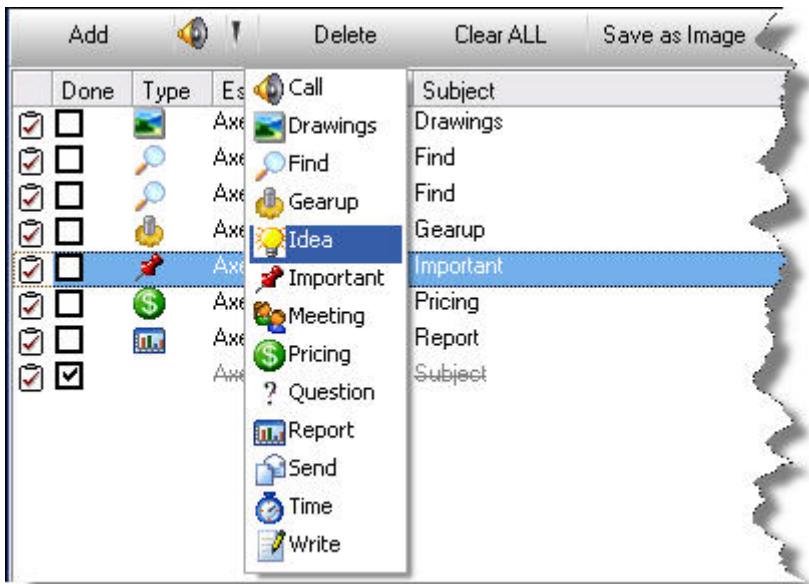 Add Delete Clear ALL Save as Image
Done Type Es Subject
Axe Drawings
Axe Find
Axe Find
Axe Gearup
Axe Important
Axe Pricing
Axe Report
Axe Subject
Call
Drawings
Find
Gearup
Idea
Important
Meeting
Pricing
Question
Report
Send
Time
Write